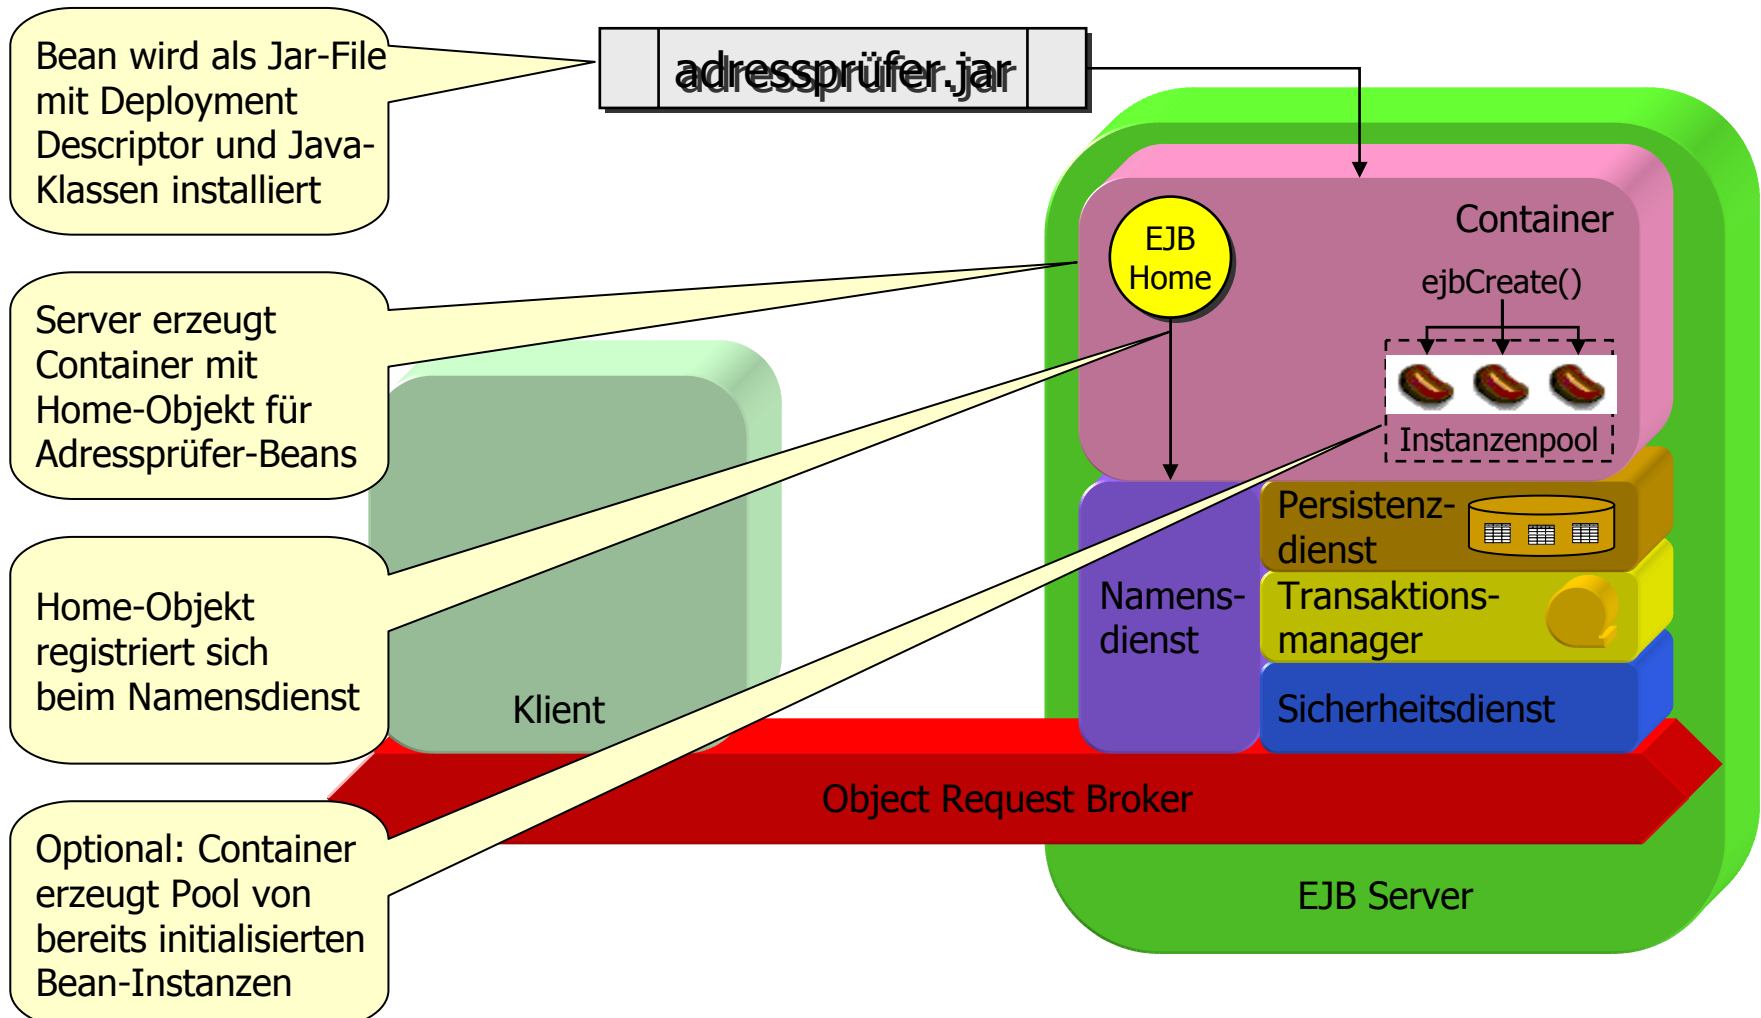 Bean wird als Jar-File
mit Deployment
Descriptor und Java-
Klassen installiert
adressprüfer.jar
Server erzeugt
Container mit
Home-Objekt für
Adressprüfer-Beans
Home-Objekt
registriert sich
beim Namensdienst
Optional: Container
erzeugt Pool von
bereits initialisierten
Bean-Instanzen
Klient
Container
EJB
Home
ejbCreate()
Instanzenpool
Namens-
dienst
Persistenz-
dienst
Transaktions-
manager
Sicherheitsdienst
Object Request Broker
EJB Server